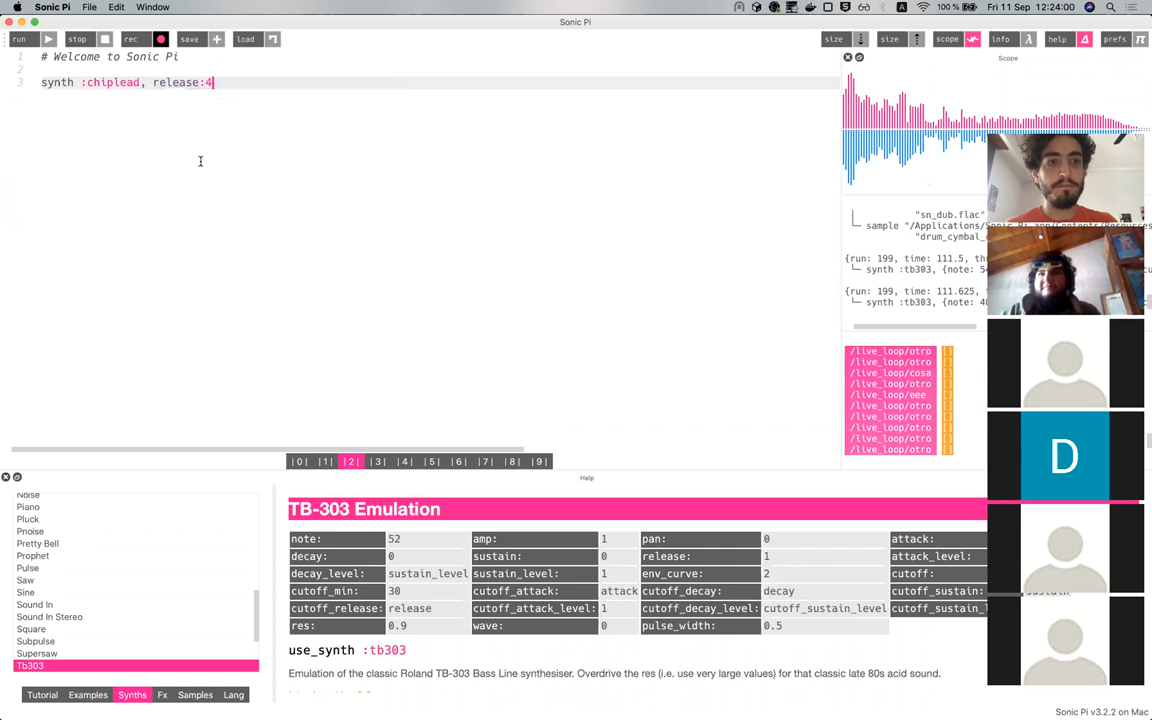 Sonic Pi File Edit Window
100 % Fri 11 Sep 12:24:00
Sonic Pi
run stop rec save load size size scope info help prefs
1 # Welcome to Sonic Pi
2
3 synth :chiplead, release:4
Scope
"sn_dub.flac"
sample "/Applications/Sonic Pi.app/Contents/Resources
"drum_cymbal_
{run: 199, time: 111.5, th
synth :tb303, {note: 5
{run: 199, time: 111.625,
synth :tb303, {note: 4
/live_loop/otro []
/live_loop/otro
/live_loop/cosa
/live_loop/otro
/live_loop/eee
/live_loop/otro
/live_loop/otro
/live_loop/otro
/live_loop/otro
/live_loop/otro []
D
|0| |1| |2| |3| |4| |5| |6| |7| |8| |9|
Help
Noise
Piano
Pluck
Pnoise
Pretty Bell
Prophet
Pulse
Saw
Sine
Sound In
Sound In Stereo
Square
Subpulse
Supersaw
Tb303
Tutorial Examples Synths Fx Samples Lang
TB-303 Emulation
note: 52 amp: 1 pan: 0 attack:
decay: 0 sustain: 0 release: 1 attack_level:
decay_level: sustain_level sustain_level: 1 env_curve: 2 cutoff:
cutoff_min: 30 cutoff_attack: attack cutoff_decay: decay cutoff_sustain: sustain
cutoff_release: release cutoff_attack_level: 1 cutoff_decay_level: cutoff_sustain_level cutoff_sustain_l
res: 0.9 wave: 0 pulse_width: 0.5
use_synth :tb303
Emulation of the classic Roland TB-303 Bass Line synthesiser. Overdrive the res (i.e. use very large values) for that classic late 80s acid sound.
Sonic Pi v3.2.2 on Mac